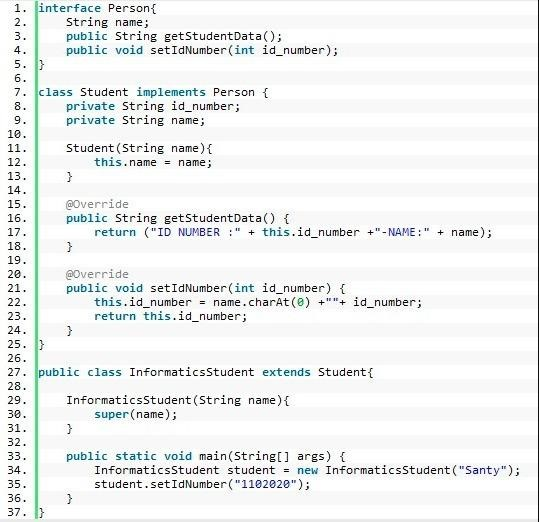 1. interface Person{
2.     String name;
3.     public String getStudentData();
4.     public void setIdNumber(int id_number);
5. }
6.
7. class Student implements Person {
8.     private String id_number;
9.     private String name;
10.
11.     Student(String name){
12.         this.name = name;
13.     }
14.
15.     @Override
16.     public String getStudentData() {
17.         return ("ID NUMBER :" + this.id_number +"-NAME:" + name);
18.     }
19.
20.     @Override
21.     public void setIdNumber(int id_number) {
22.         this.id_number = name.charAt(0) +""+ id_number;
23.         return this.id_number;
24.     }
25. }
26.
27. public class InformaticsStudent extends Student{
28.
29.     InformaticsStudent(String name){
30.         super(name);
31.     }
32.
33.     public static void main(String[] args) {
34.         InformaticsStudent student = new InformaticsStudent("Santy");
35.         student.setIdNumber("1102020");
36.     }
37. }